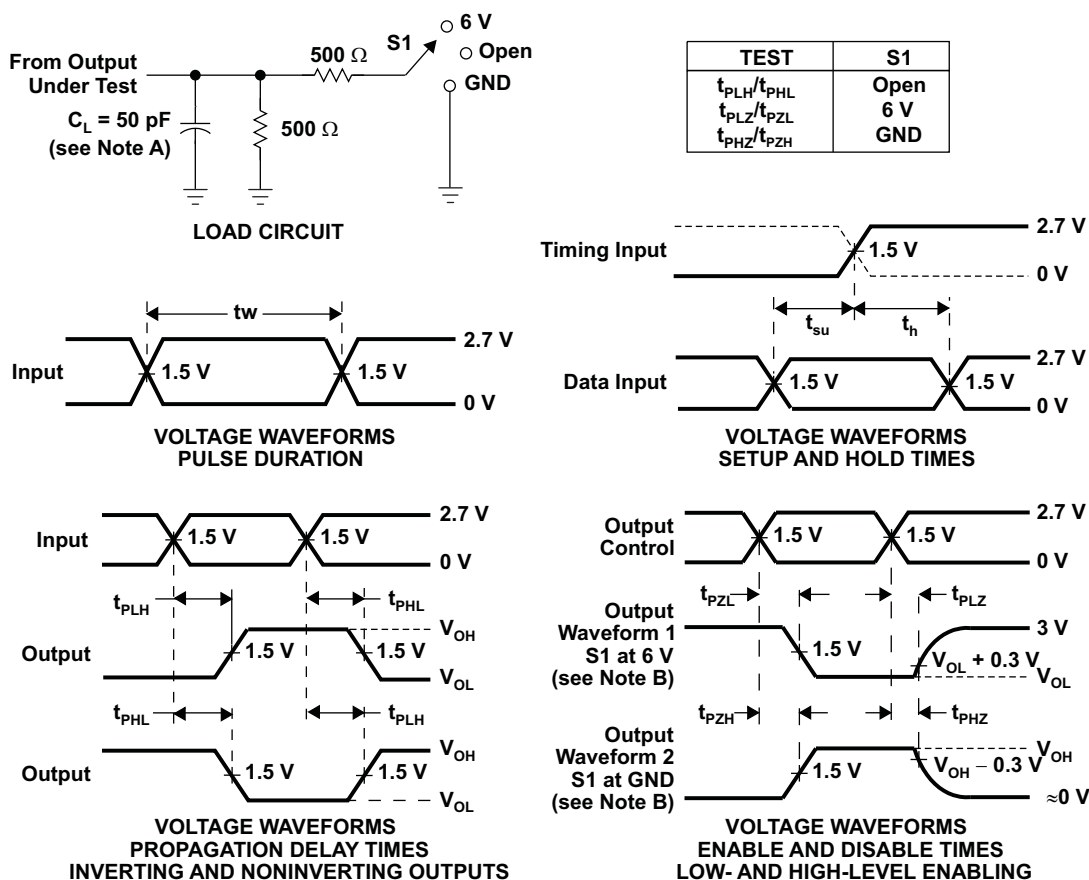 6 V
S1
Open
500 Ω
GND
From Output
Under Test
C_L = 50 pF
(see Note A)
500 Ω
LOAD CIRCUIT
TEST S1
t_PLH/t_PHL Open
t_PLZ/t_PZL 6 V
t_PHZ/t_PZH GND
Timing Input
2.7 V
1.5 V
0 V
t_su
t_h
Data Input
2.7 V
1.5 V
1.5 V
0 V
VOLTAGE WAVEFORMS
SETUP AND HOLD TIMES
tw
Input
2.7 V
1.5 V
1.5 V
0 V
VOLTAGE WAVEFORMS
PULSE DURATION
Input
2.7 V
1.5 V
1.5 V
0 V
t_PLH
t_PHL
Output
V_OH
1.5 V
1.5 V
V_OL
t_PHL
t_PLH
Output
V_OH
1.5 V
1.5 V
V_OL
VOLTAGE WAVEFORMS
PROPAGATION DELAY TIMES
INVERTING AND NONINVERTING OUTPUTS
Output
Control
2.7 V
1.5 V
1.5 V
0 V
t_PZL
t_PLZ
Output
Waveform 1
S1 at 6 V
(see Note B)
3 V
1.5 V
V_OL + 0.3 V
V_OL
t_PZH
t_PHZ
Output
Waveform 2
S1 at GND
(see Note B)
V_OH
1.5 V
V_OH − 0.3 V
≈0 V
VOLTAGE WAVEFORMS
ENABLE AND DISABLE TIMES
LOW- AND HIGH-LEVEL ENABLING